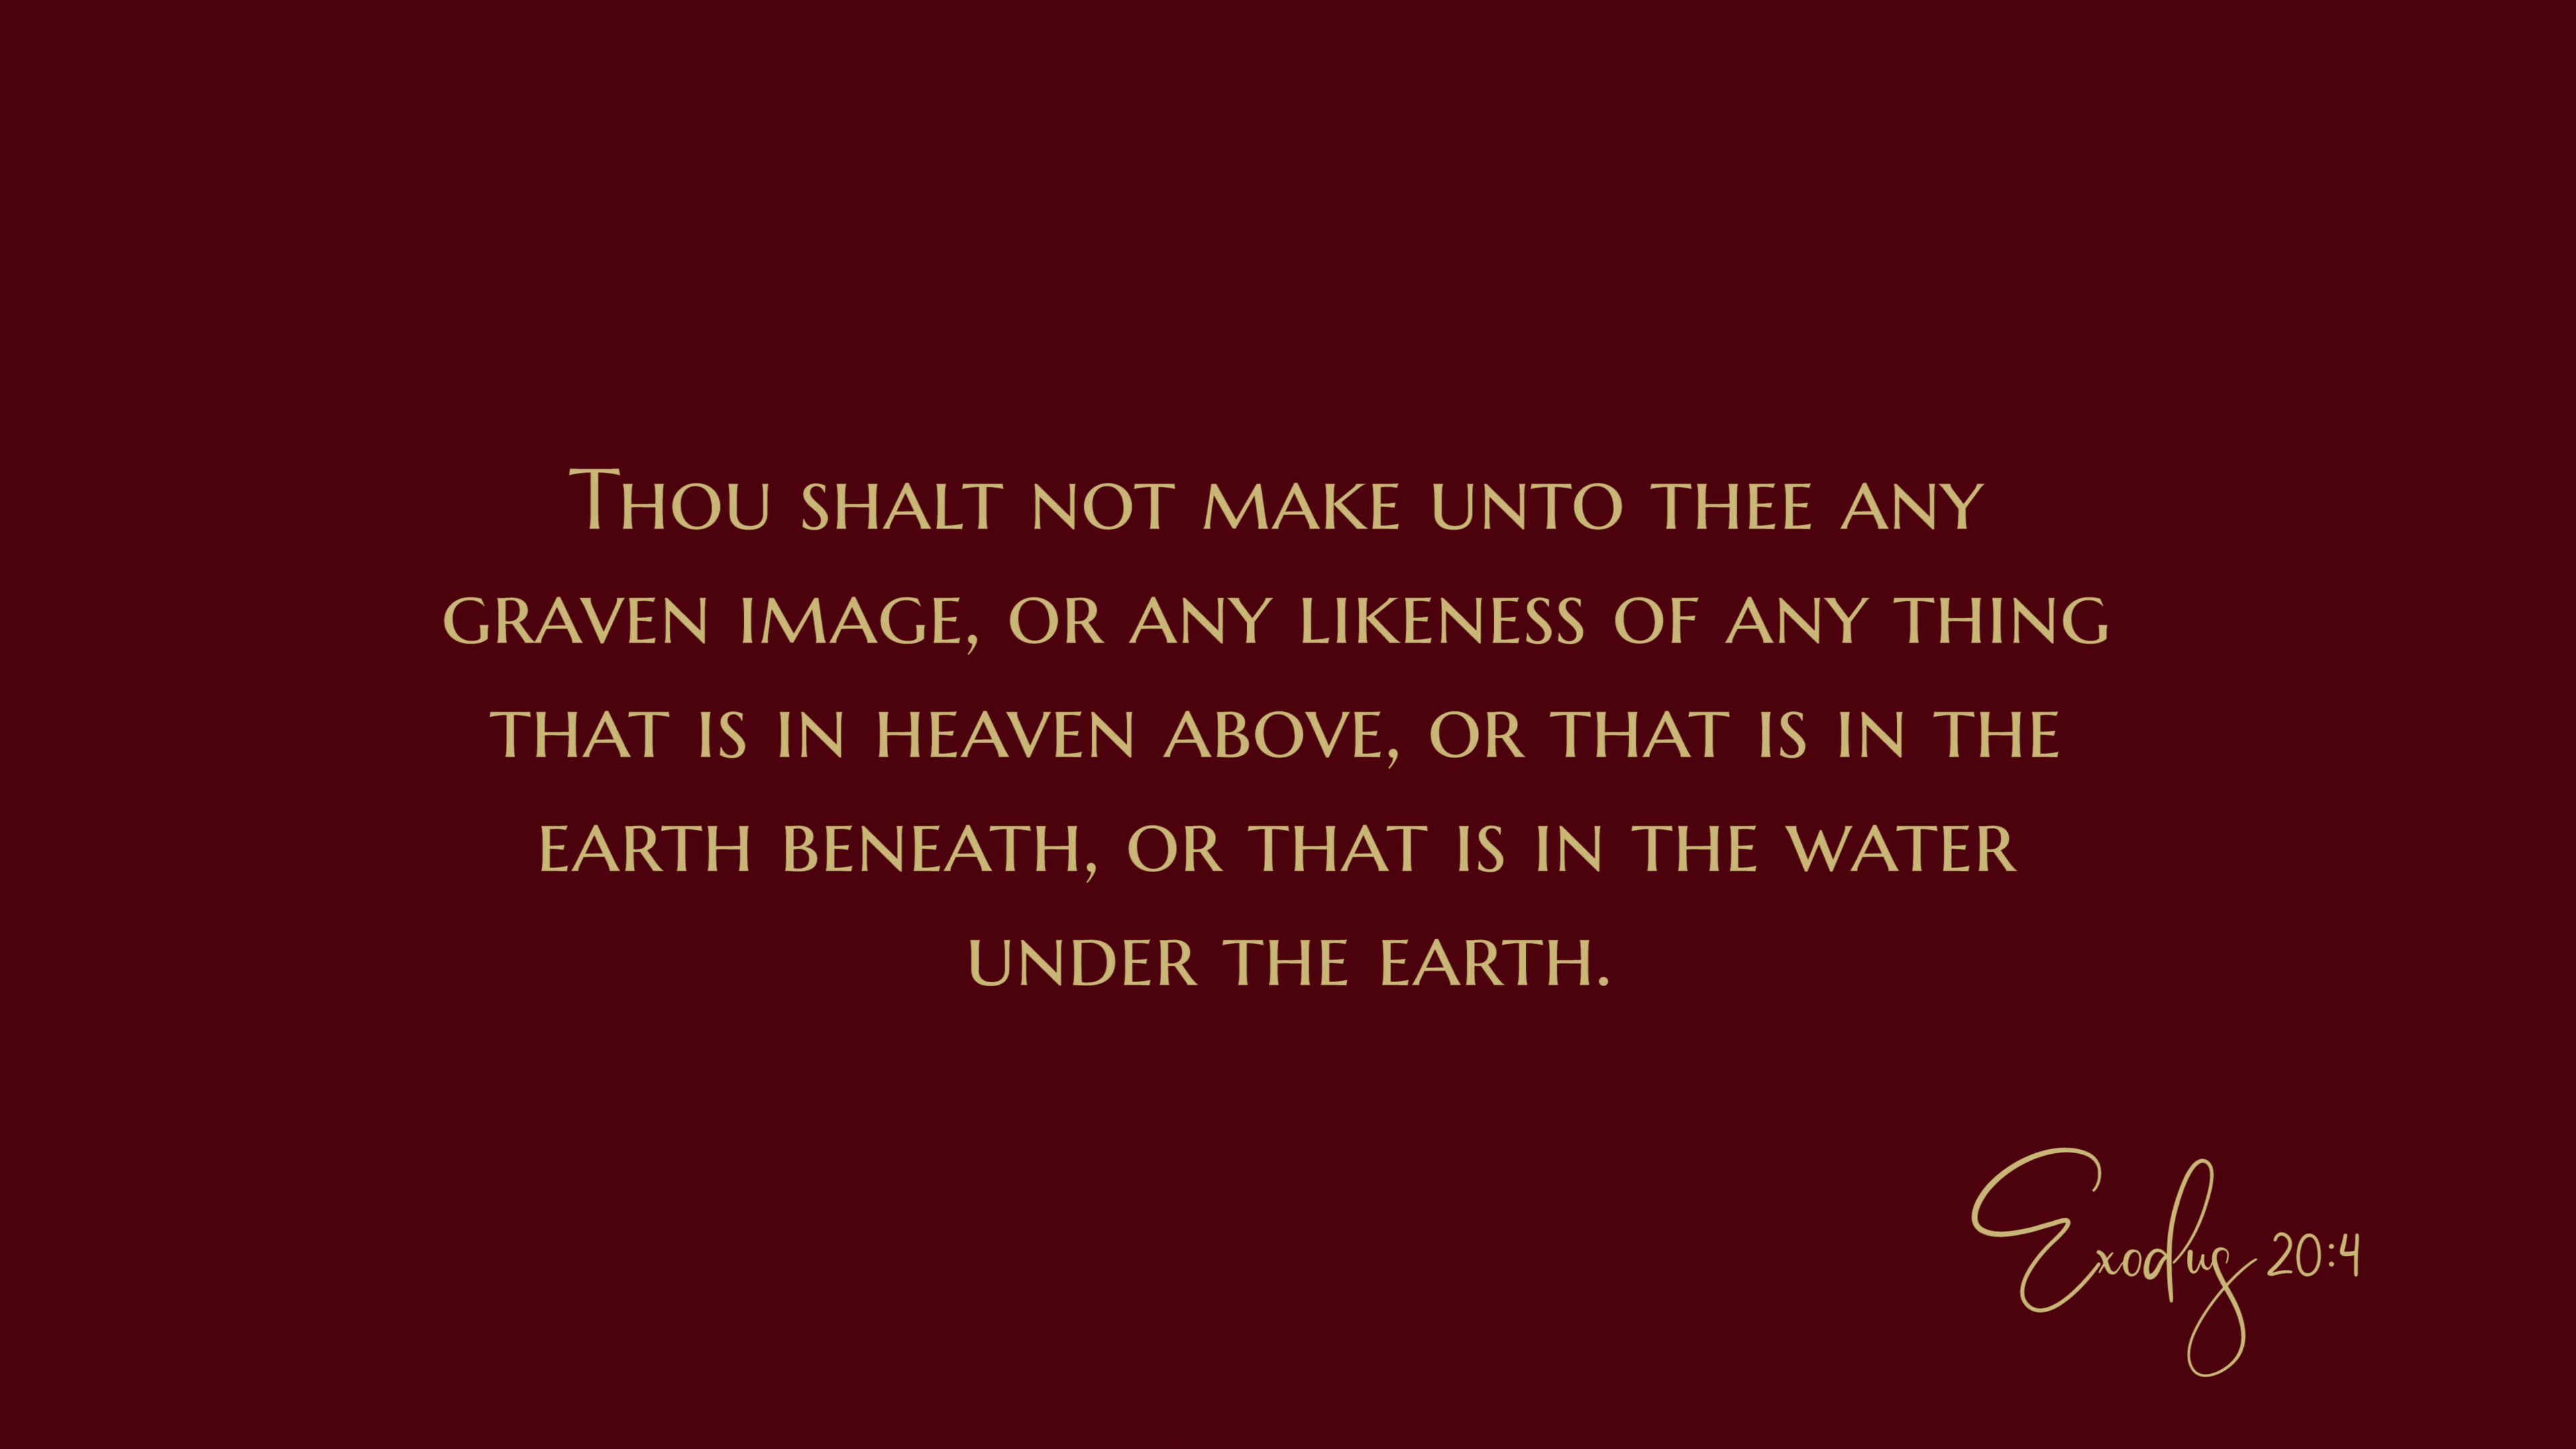 Thou shalt not make unto thee any
graven image, or any likeness of any thing
that is in heaven above, or that is in the
earth beneath, or that is in the water
under the earth.
Exodus 20:4